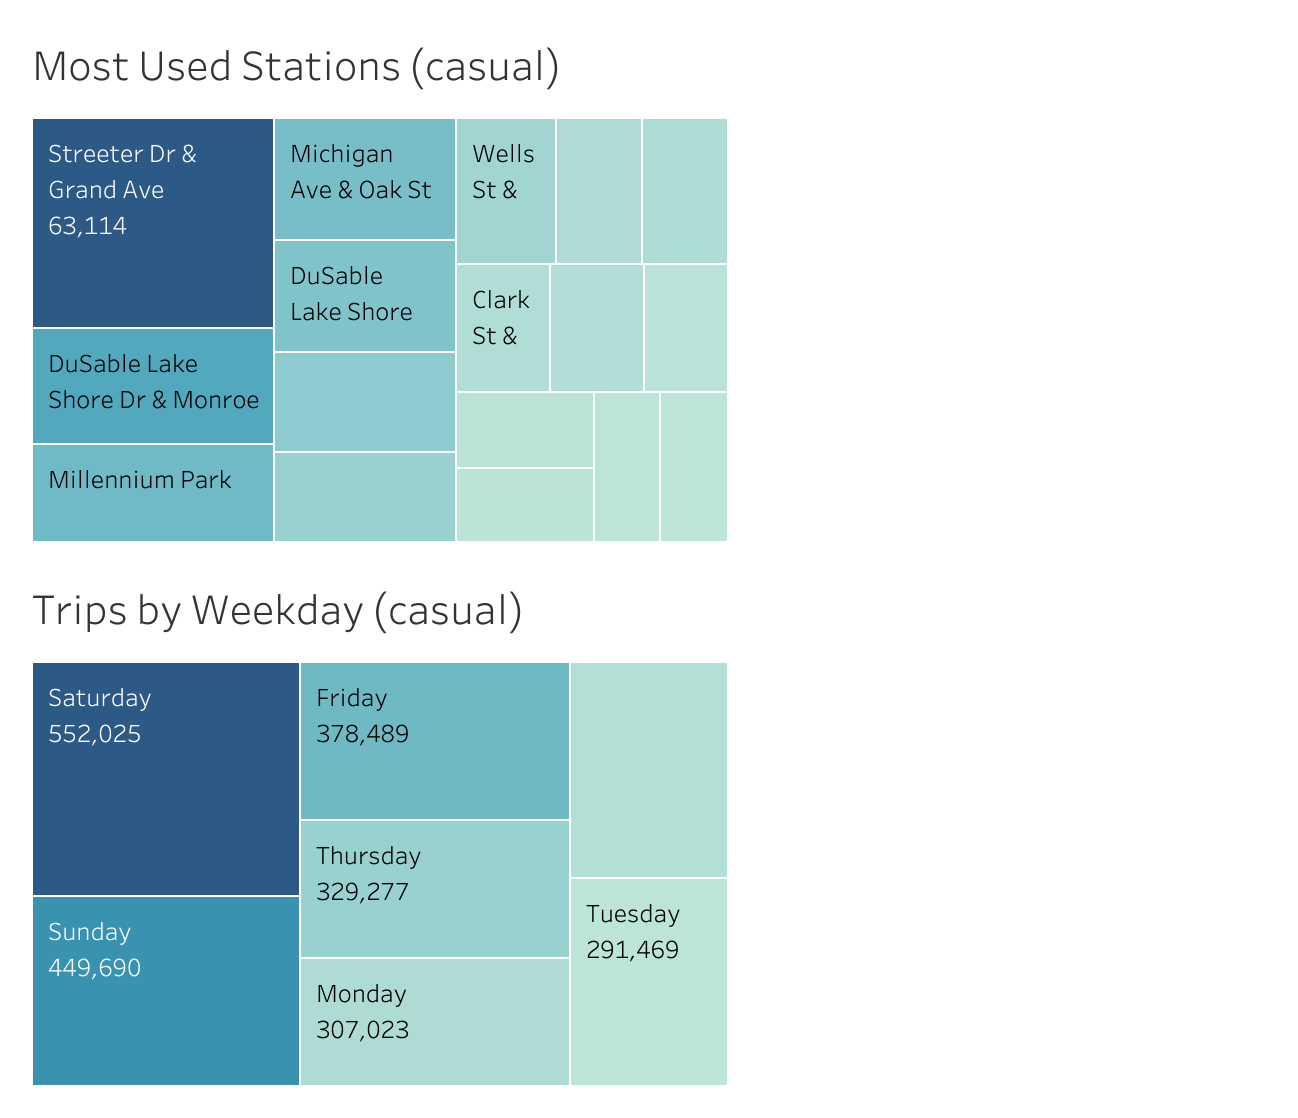 Most Used Stations (casual)
Streeter Dr &
Grand Ave
63,114
DuSable Lake
Shore Dr & Monroe
Millennium Park
Michigan
Ave & Oak St
DuSable
Lake Shore
Wells
St &
Clark
St &
Trips by Weekday (casual)
Saturday
552,025
Sunday
449,690
Friday
378,489
Thursday
329,277
Monday
307,023
Tuesday
291,469